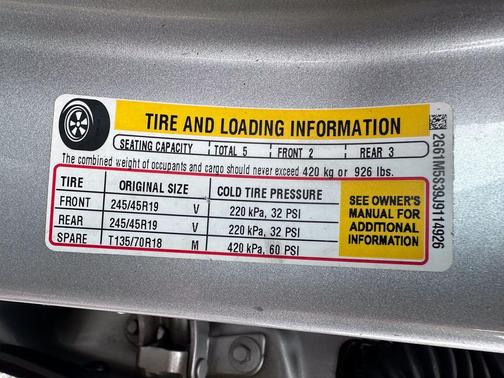 TIRE AND LOADING INFORMATION
SEATING CAPACITY TOTAL 5 FRONT 2 REAR 3
The combined weight of occupants and cargo should never exceed 420 kg or 926 lbs.
TIRE ORIGINAL SIZE COLD TIRE PRESSURE
FRONT 245/45R19 V 220 kPa, 32 PSI
REAR 245/45R19 V 220 kPa, 32 PSI
SPARE T135/70R18 M 420 kPa, 60 PSI
SEE OWNER'S
MANUAL FOR
ADDITIONAL
INFORMATION
2G61M5S39J9114926